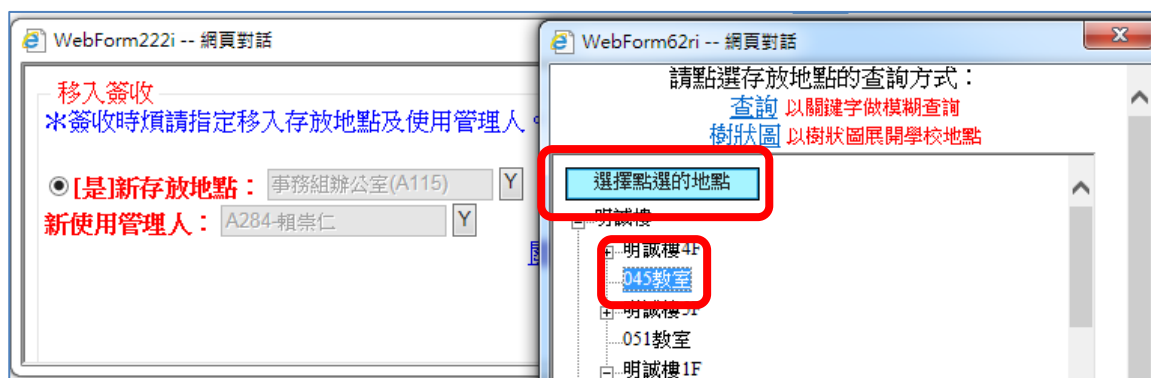 WebForm222i -- 網頁對話
移入簽收
*簽收時煩請指定移入存放地點及使用管理人。
[是]新存放地點： 事務組辦公室(A115) Y
新使用管理人： A284-賴崇仁 Y
WebForm62ri -- 網頁對話
x
請點選存放地點的查詢方式：
查詢 以關鍵字做模糊查詢
樹狀圖 以樹狀圖展開學校地點
選擇點選的地點
明誠樓
明誠樓4F
045教室
明誠樓5F
051教室
明誠樓1F